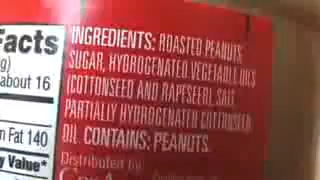 Facts
g)
about 16
n Fat 140
y Value*
INGREDIENTS: ROASTED PEANUTS,
SUGAR, HYDROGENATED VEGETABLE OILS
(COTTONSEED AND RAPESEED), SALT,
PARTIALLY HYDROGENATED COTTONSEED
OIL. CONTAINS: PEANUTS.
Distributed by